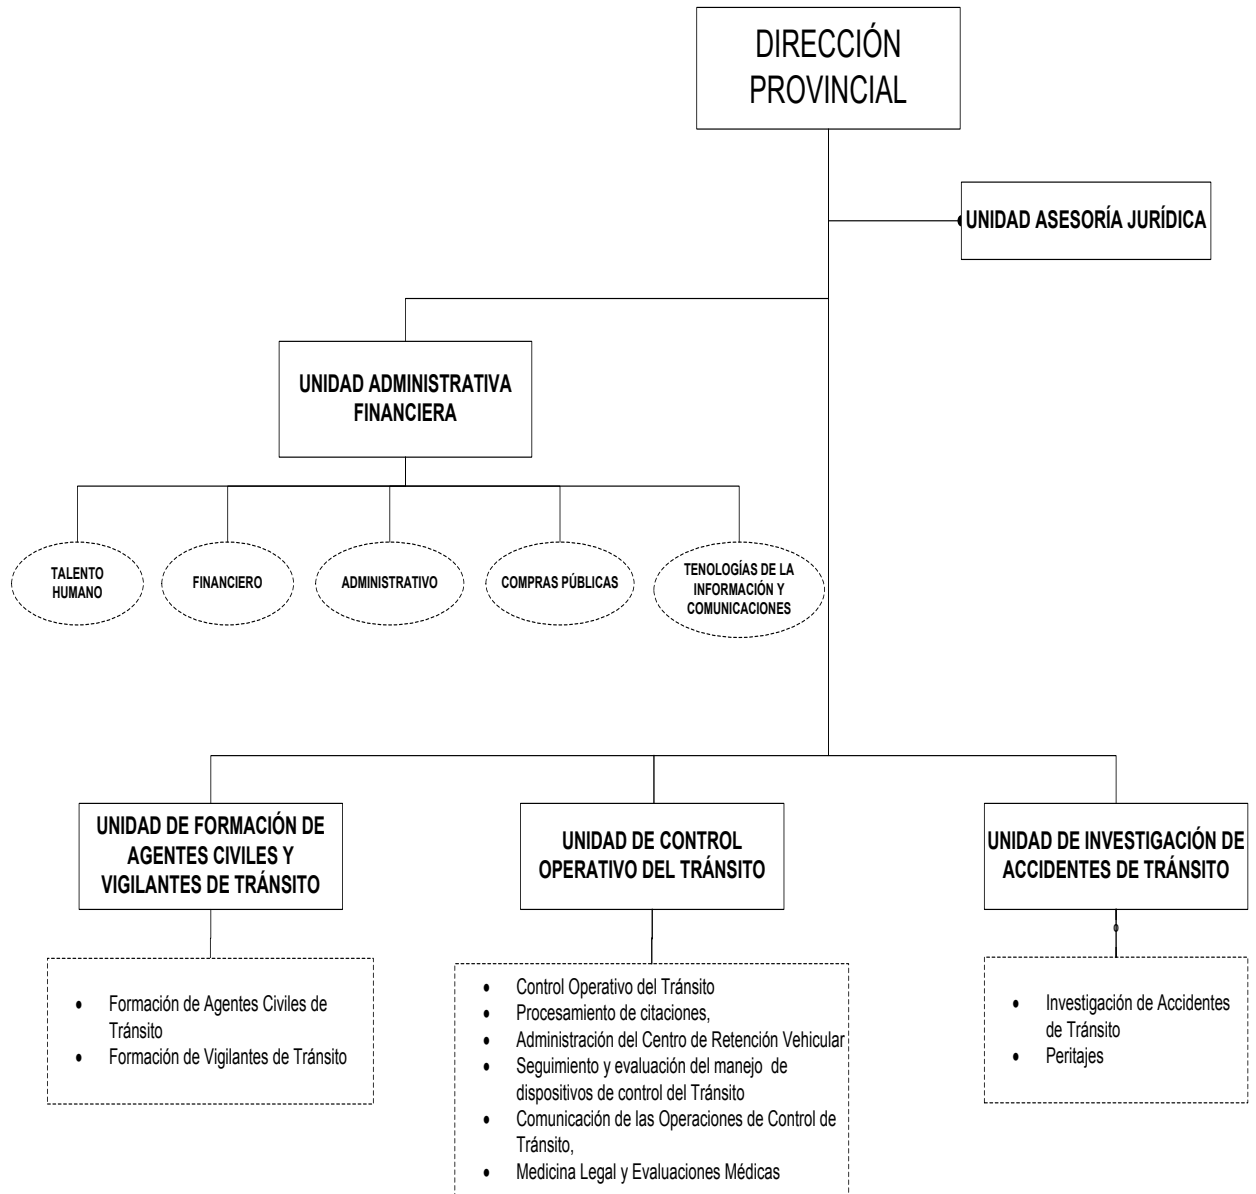 DIRECCIÓN
PROVINCIAL
UNIDAD ASESORÍA JURÍDICA
UNIDAD ADMINISTRATIVA
FINANCIERA
TALENTO
HUMANO
FINANCIERO
ADMINISTRATIVO
COMPRAS PÚBLICAS
TENOLOGÍAS DE LA
INFORMACIÓN Y
COMUNICACIONES
UNIDAD DE FORMACIÓN DE
AGENTES CIVILES Y
VIGILANTES DE TRÁNSITO
UNIDAD DE CONTROL
OPERATIVO DEL TRÁNSITO
UNIDAD DE INVESTIGACIÓN DE
ACCIDENTES DE TRÁNSITO
• Formación de Agentes Civiles de
Tránsito
• Formación de Vigilantes de Tránsito
• Control Operativo del Tránsito
• Procesamiento de citaciones,
• Administración del Centro de Retención Vehicular
• Seguimiento y evaluación del manejo de
dispositivos de control del Tránsito
• Comunicación de las Operaciones de Control de
Tránsito,
• Medicina Legal y Evaluaciones Médicas
• Investigación de Accidentes
de Tránsito
• Peritajes